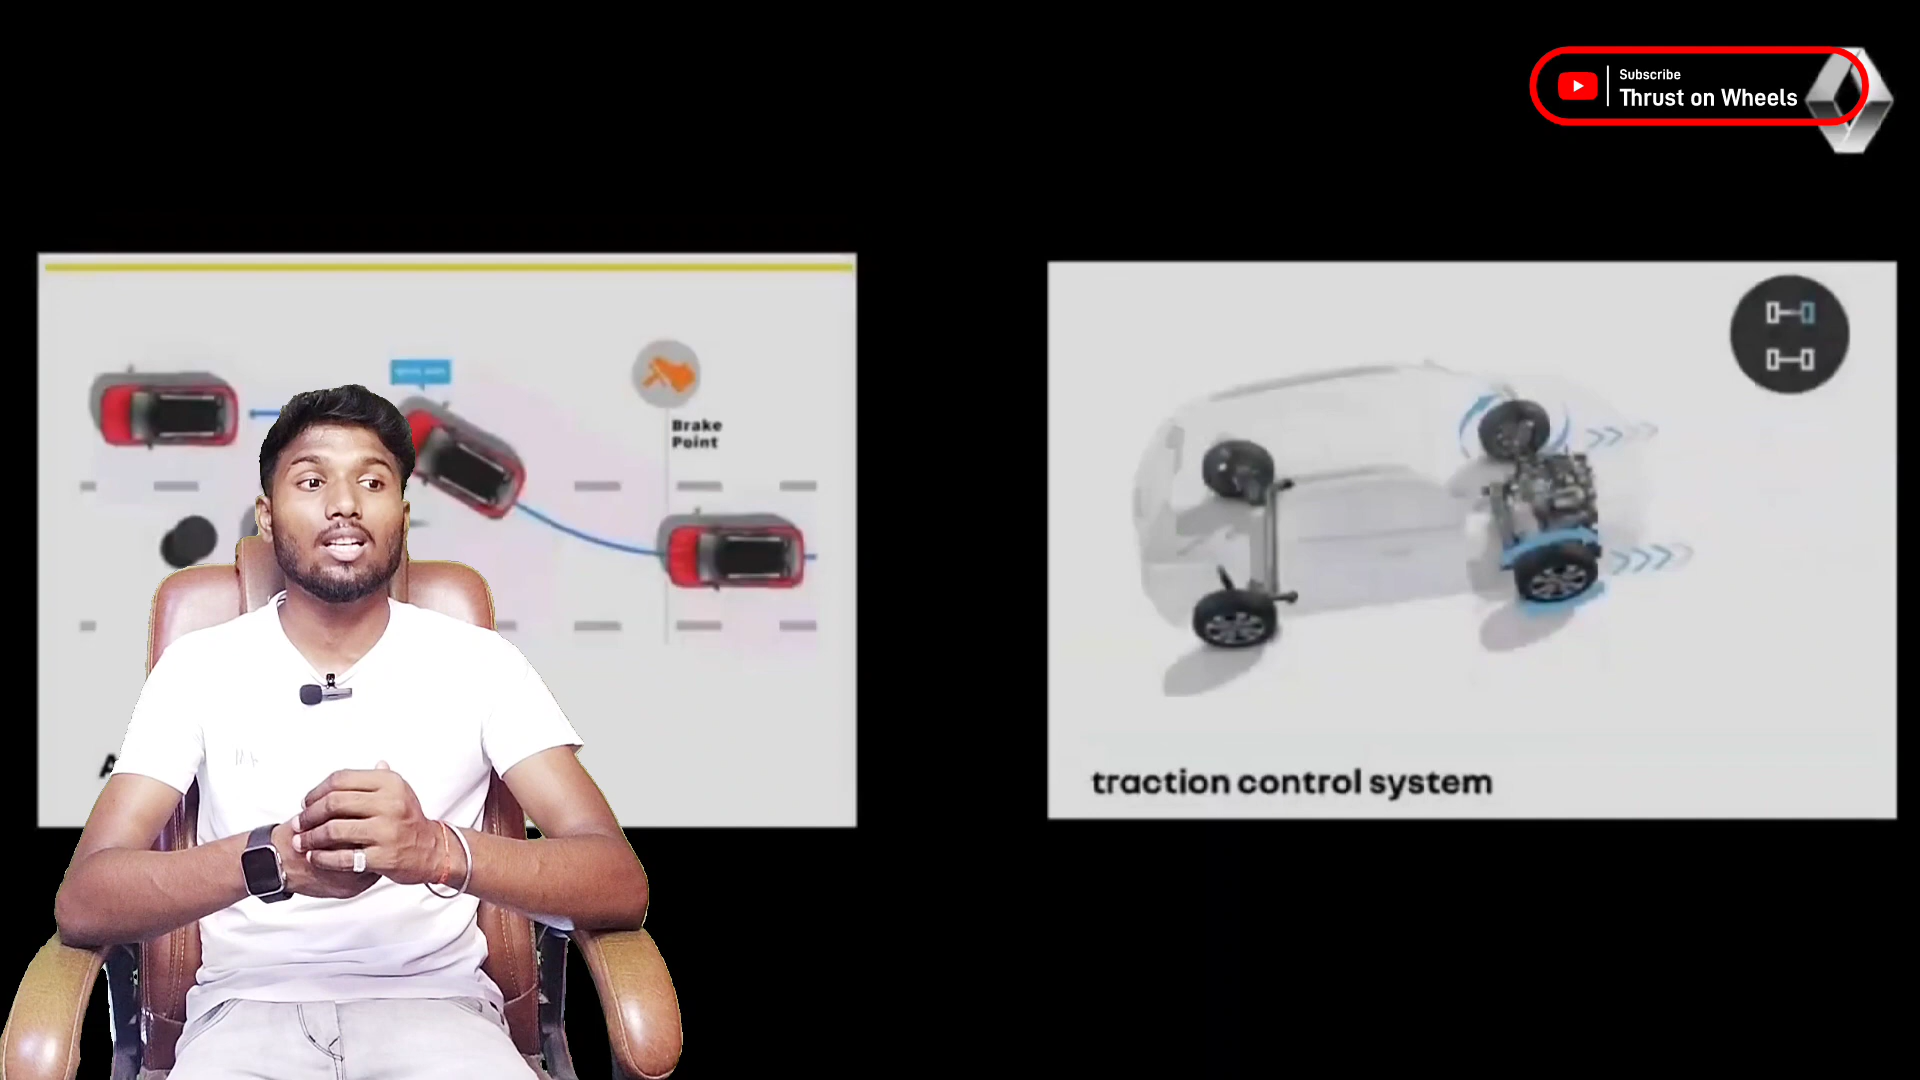 Subscribe
Thrust on Wheels
Brake
Point
traction control system